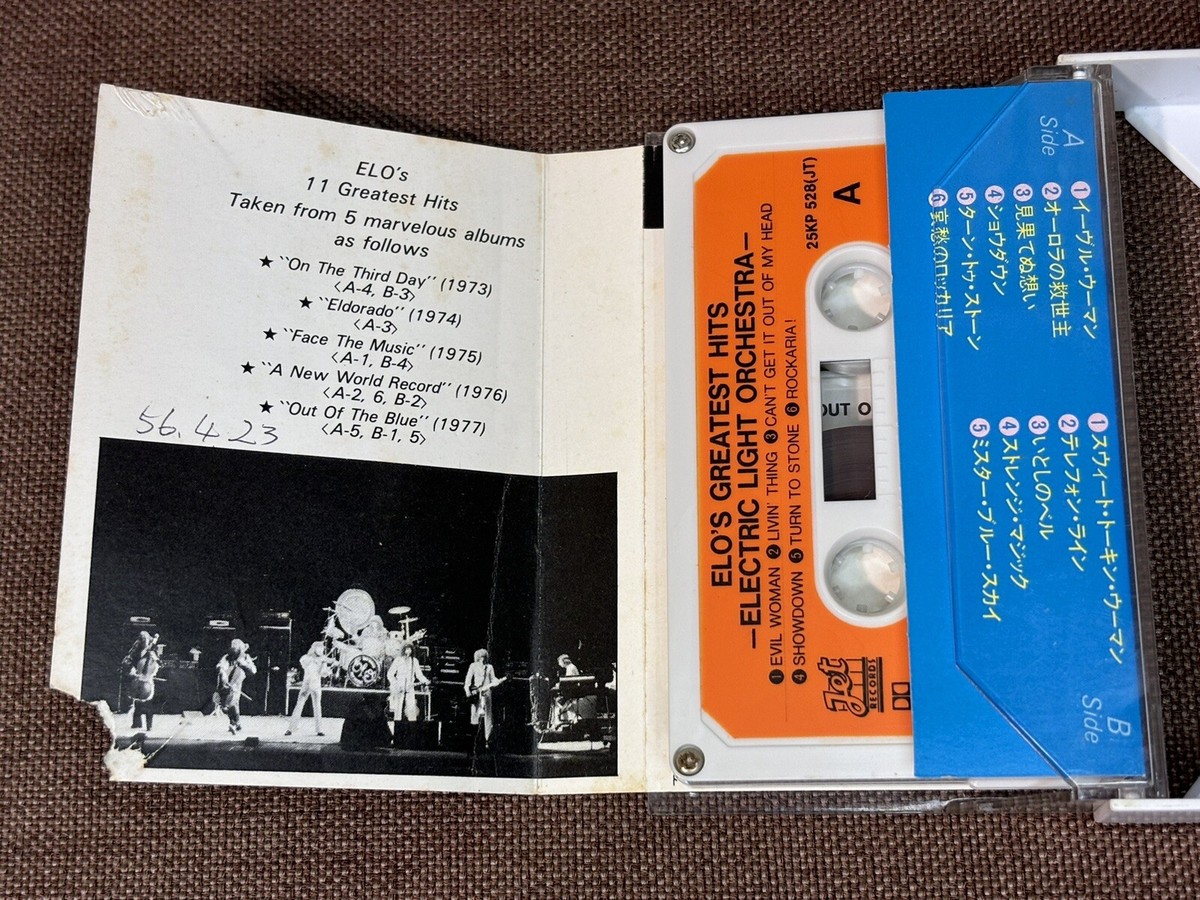 ELO's
11 Greatest Hits
Taken from 5 marvelous albums
as follows
★ "On The Third Day" (1973)
〈A-4, B-3〉
★ "Eldorado" (1974)
〈A-3〉
★ "Face The Music" (1975)
〈A-1, B-4〉
★ "A New World Record" (1976)
〈A-2, 6, B-2〉
★ "Out Of The Blue" (1977)
〈A-5, B-1, 5〉
56.4.23
25KP 528(JT)
A
ELO'S GREATEST HITS
—ELECTRIC LIGHT ORCHESTRA—
❶ EVIL WOMAN ❷ LIVIN' THING ❸ CAN'T GET IT OUT OF MY HEAD
❹ SHOWDOWN ❺ TURN TO STONE ❻ ROCKARIA!
Jet
RECORDS
OUT O
A
Side
①イーヴル・ウーマン
②オーロラの救世主
③見果てぬ想い
④ショウダウン
⑤ターン・トゥ・ストーン
⑥哀愁のロッカリア
B
Side
①スウィート・トーキン・ウーマン
②テレフォン・ライン
③いとしのベル
④ストレンジ・マジック
⑤ミスター・ブルー・スカイ